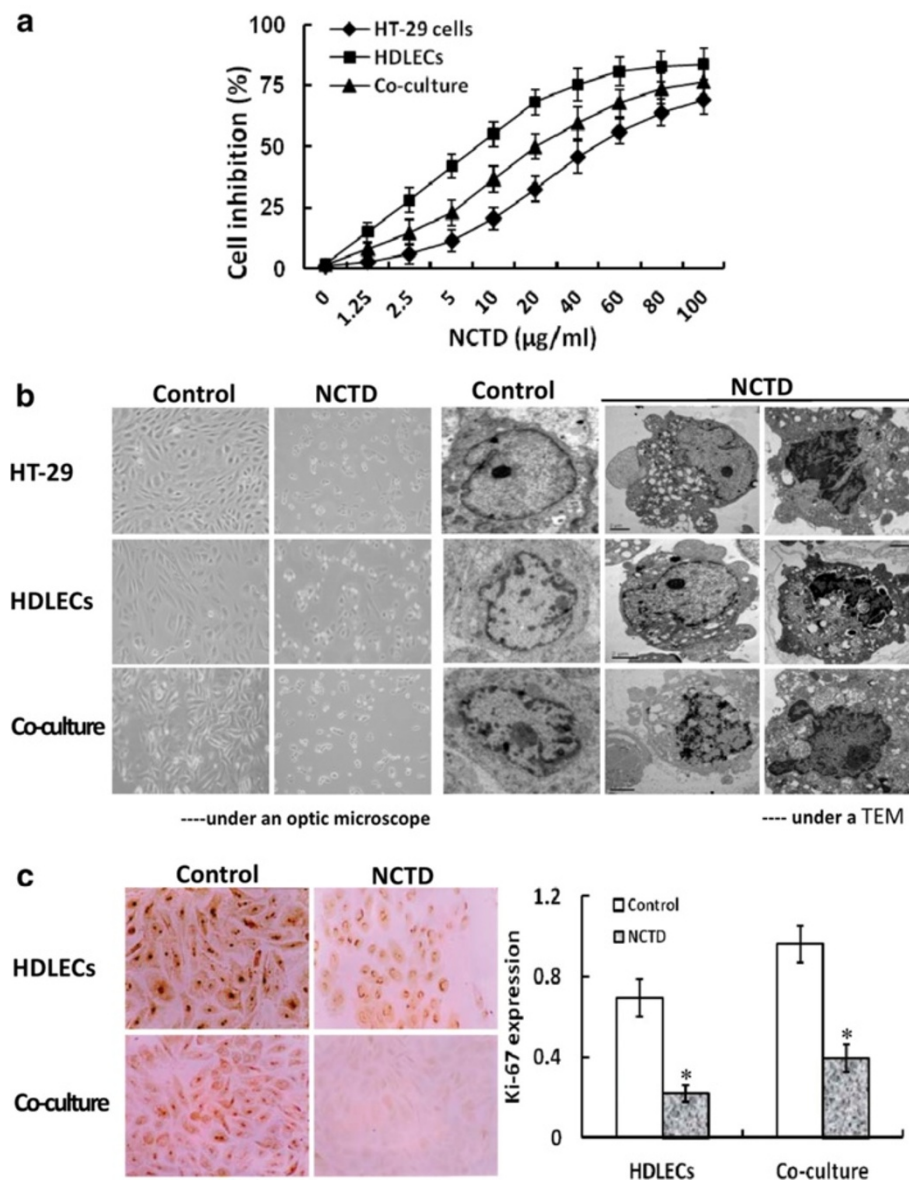 a
100
75
50
25
0
Cell inhibition (%)
HT-29 cells
HDLECs
Co-culture
0 1.25 2.5 5 10 20 40 60 80 100
NCTD (µg/ml)
b
Control NCTD Control NCTD
HT-29
HDLECs
Co-culture
----under an optic microscope ---- under a TEM
c
Control NCTD
HDLECs
Co-culture
1.2
0.8
0.4
0
Ki-67 expression
Control
NCTD
* *
HDLECs Co-culture